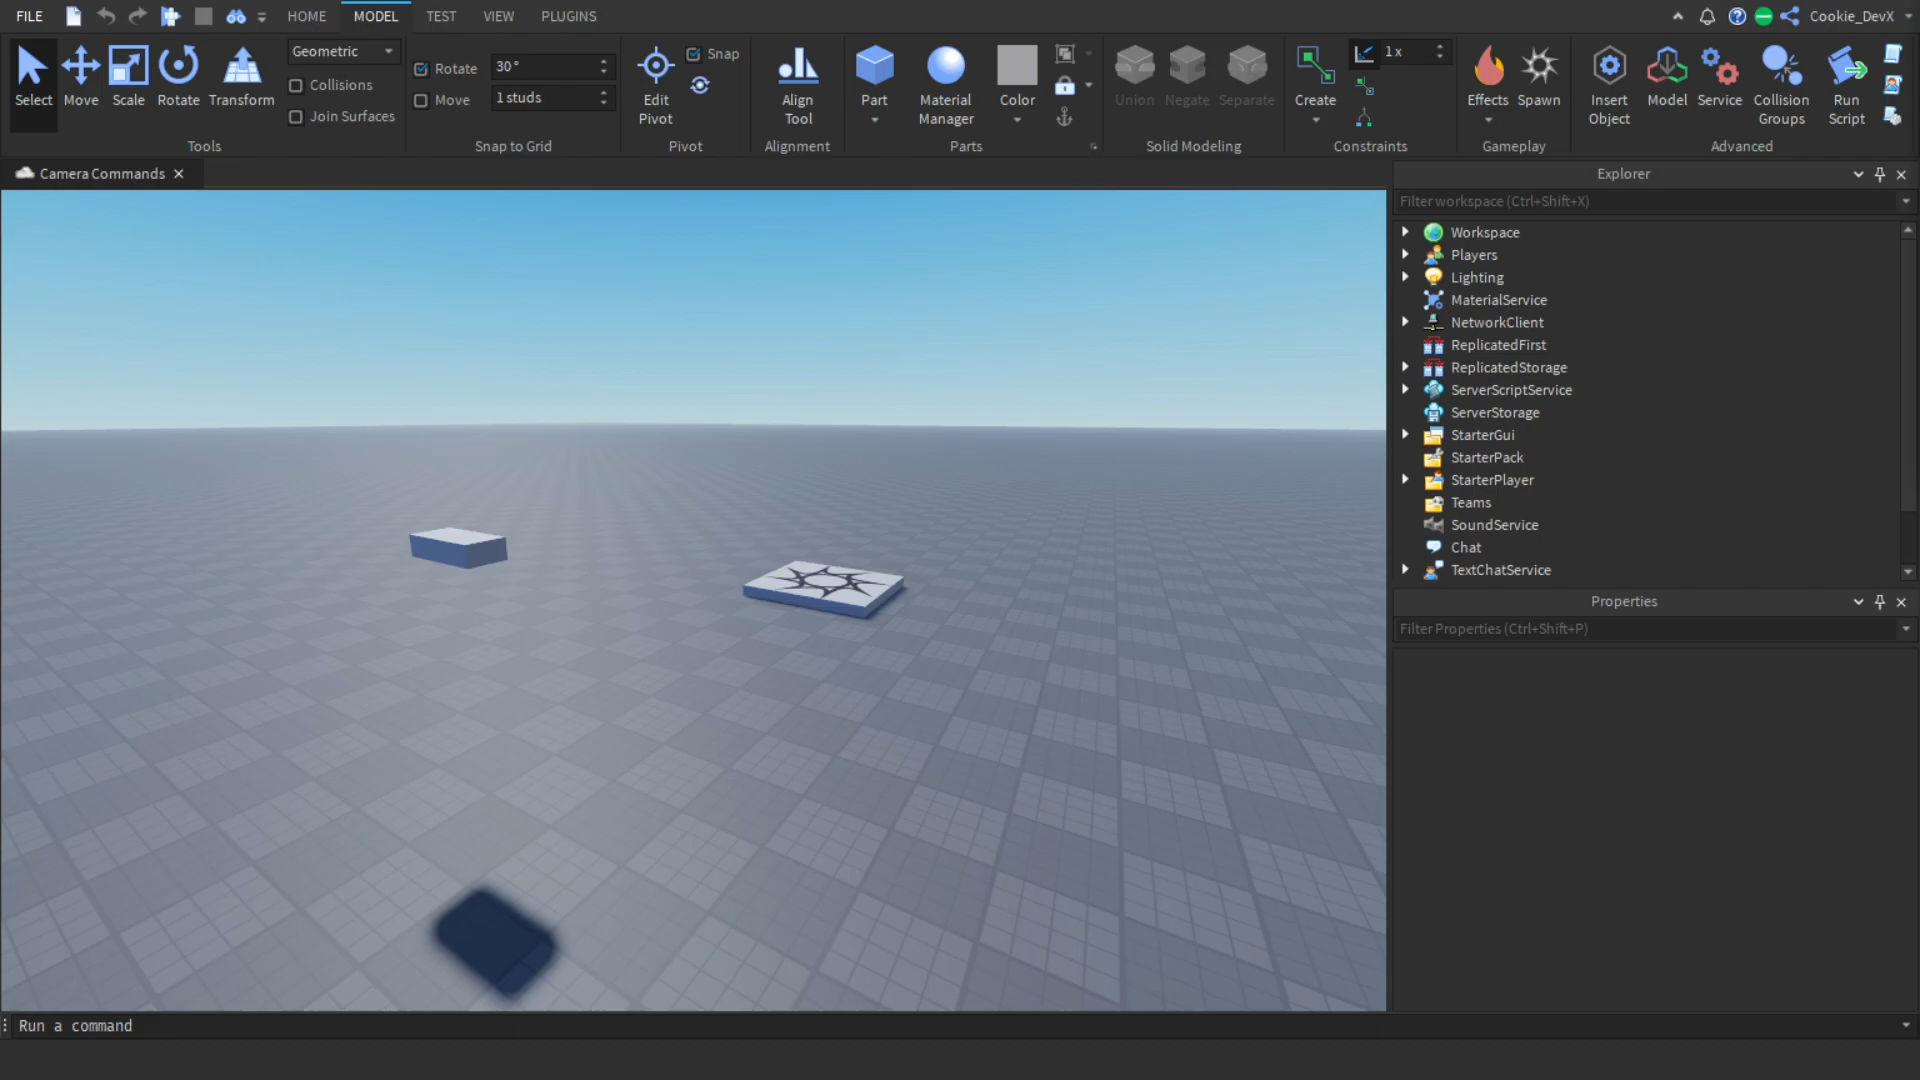 FILE HOME MODEL TEST VIEW PLUGINS Cookie_DevX
Select Move Scale Rotate Transform
Geometric
Collisions
Join Surfaces
Tools
Rotate 30°
Move 1 studs
Snap to Grid
Edit
Pivot
Snap
Pivot
Align
Tool
Alignment
Part
Material
Manager
Color
Parts
Union Negate Separate
Solid Modeling
Create
1x
Constraints
Effects Spawn
Gameplay
Insert
Object
Model
Service
Collision
Groups
Run
Script
Advanced
Camera Commands
Explorer
Filter workspace (Ctrl+Shift+X)
Workspace
Players
Lighting
MaterialService
NetworkClient
ReplicatedFirst
ReplicatedStorage
ServerScriptService
ServerStorage
StarterGui
StarterPack
StarterPlayer
Teams
SoundService
Chat
TextChatService
Properties
Filter Properties (Ctrl+Shift+P)
Run a command